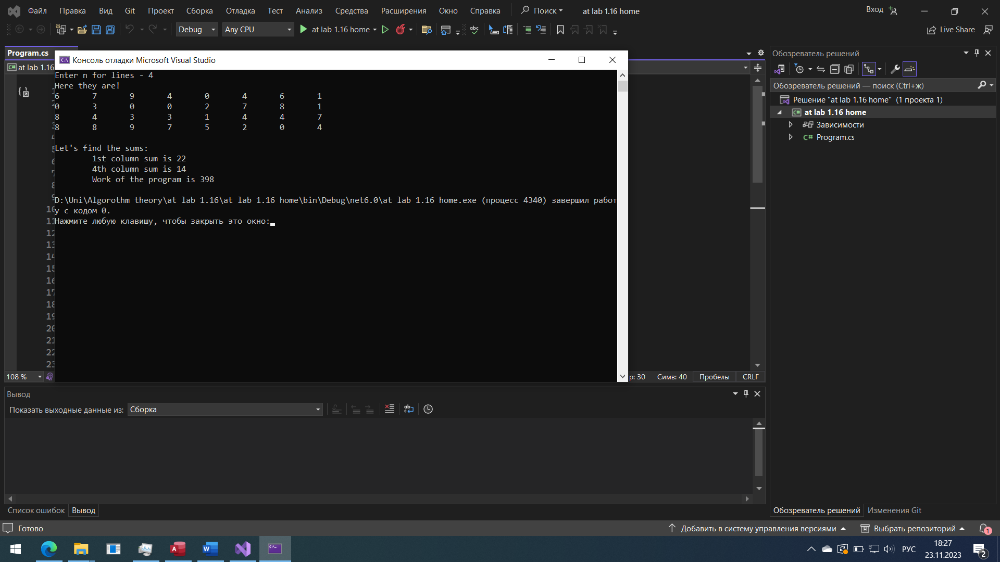 Файл Правка Вид Git Проект Сборка Отладка Тест Анализ Средства Расширения Окно Справка Поиск at lab 1.16 home Вход
Debug Any CPU at lab 1.16 home Live Share
Program.cs
Консоль отладки Microsoft Visual Studio
at lab 1.16
Enter n for lines - 4
Here they are!
6 7 9 4 0 4 6 1
0 3 0 0 2 7 8 1
8 4 3 3 1 4 4 7
8 8 9 7 5 2 0 4
Let's find the sums:
1st column sum is 22
4th column sum is 14
Work of the program is 398
D:\Uni\Algorothm theory\at lab 1.16\at lab 1.16 home\bin\Debug\net6.0\at lab 1.16 home.exe (процесс 4340) завершил работ
у с кодом 0.
Нажмите любую клавишу, чтобы закрыть это окно:
108 % : 30 Симв: 40 Пробелы CRLF
Вывод
Показать выходные данные из: Сборка
Список ошибок Вывод
Обозреватель решений
Обозреватель решений — поиск (Ctrl+ж)
Решение "at lab 1.16 home" (1 проекта 1)
at lab 1.16 home
Зависимости
C# Program.cs
Обозреватель решений Изменения Git
Готово Добавить в систему управления версиями Выбрать репозиторий 1
РУС 18:27
23.11.2023 2